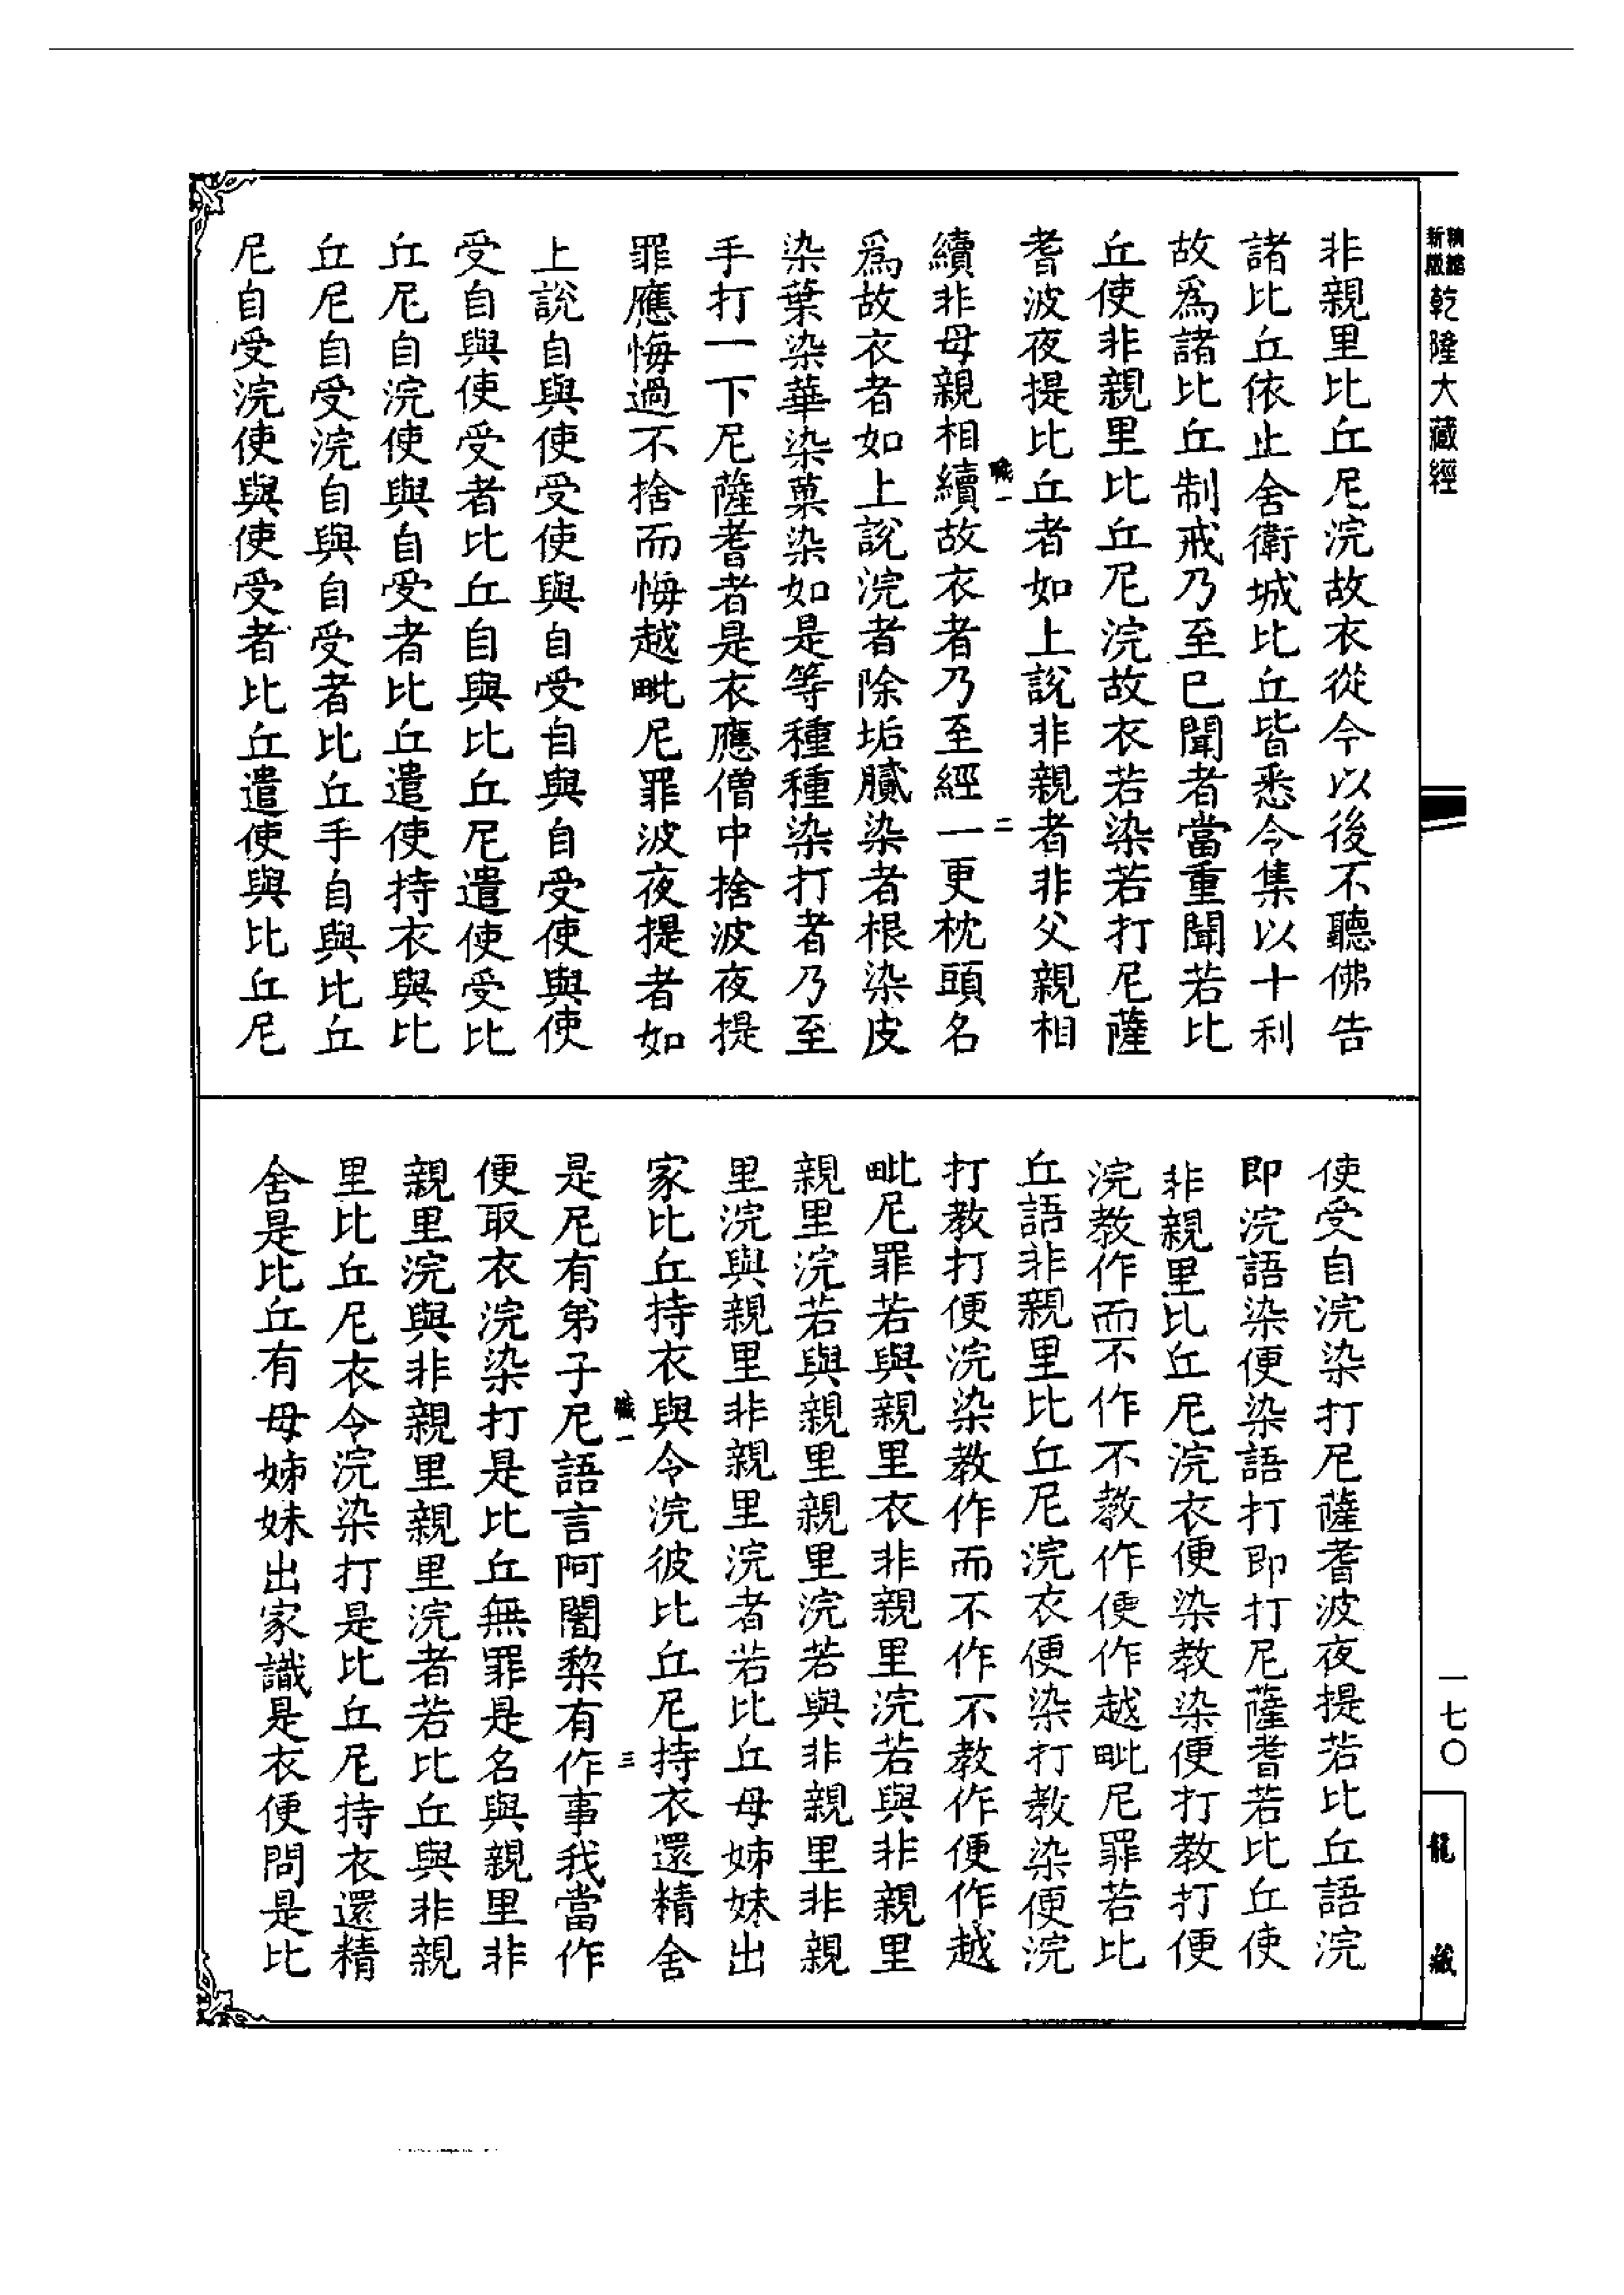 新版
精縮
乾隆大藏經
非親里比丘尼浣故衣從今以後不聽佛告
諸比丘依止舍衛城比丘皆悉令集以十利
故爲諸比丘制戒乃至已聞者當重聞若比
丘使非親里比丘尼浣故衣若染若打尼薩
耆波夜提比丘者如上說非親者非父親相
續非母親相續故衣者乃至經一更枕頭名
爲故衣者如上說浣者除垢膩染者根染皮
染葉染華染菓染如是等種種染打者乃至
手打一下尼薩耆者是衣應僧中捨波夜提
罪應悔過不捨而悔越毗尼罪波夜提者如
上說自與使受使與自受自與自受使與使
受自與使受者比丘自與比丘尼遣使受比
丘尼自浣使與自受者比丘遣使持衣與比
丘尼自受浣自與自受者比丘手自與比丘
尼自受浣使與使受者比丘遣使與比丘尼
使受自浣染打尼薩耆波夜提若比丘語浣
即浣語染便染語打即打尼薩耆若比丘使
非親里比丘尼浣衣便染教染便打教打便
浣教作而不作不教作便作越毗尼罪若比
丘語非親里比丘尼浣衣便染打教染便浣
打教打便浣染教作而不作不教作便作越
毗尼罪若與親里衣非親里浣若與非親里
親里浣若與親里親里浣若與非親里非親
里浣與親里非親里浣者若比丘母姊妹出
家比丘持衣與令浣彼比丘尼持衣還精舍
是尼有弟子尼語言阿闍梨有作事我當作
便取衣浣染打是比丘無罪是名與親里非
親里浣與非親里親里浣者若比丘與非親
里比丘尼衣令浣染打是比丘尼持衣還精
舍是比丘有母姊妹出家識是衣便問是比
一七〇
龍藏